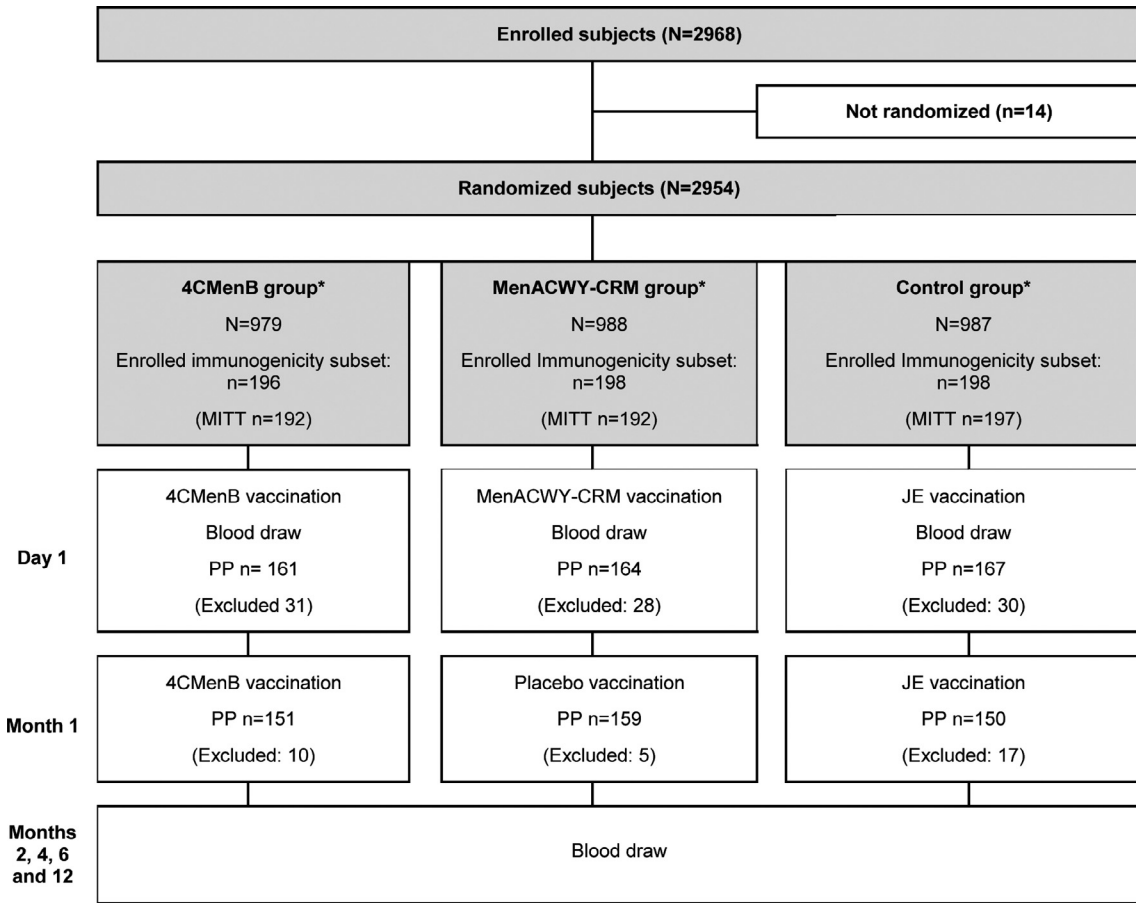 Enrolled subjects (N=2968)
Not randomized (n=14)
Randomized subjects (N=2954)
4CMenB group*
N=979
Enrolled immunogenicity subset:
n=196
(MITT n=192)
MenACWY-CRM group*
N=988
Enrolled Immunogenicity subset:
n=198
(MITT n=192)
Control group*
N=987
Enrolled Immunogenicity subset:
n=198
(MITT n=197)
Day 1
4CMenB vaccination
Blood draw
PP n= 161
(Excluded 31)
MenACWY-CRM vaccination
Blood draw
PP n=164
(Excluded: 28)
JE vaccination
Blood draw
PP n=167
(Excluded: 30)
Month 1
4CMenB vaccination
PP n=151
(Excluded: 10)
Placebo vaccination
PP n=159
(Excluded: 5)
JE vaccination
PP n=150
(Excluded: 17)
Months
2, 4, 6
and 12
Blood draw